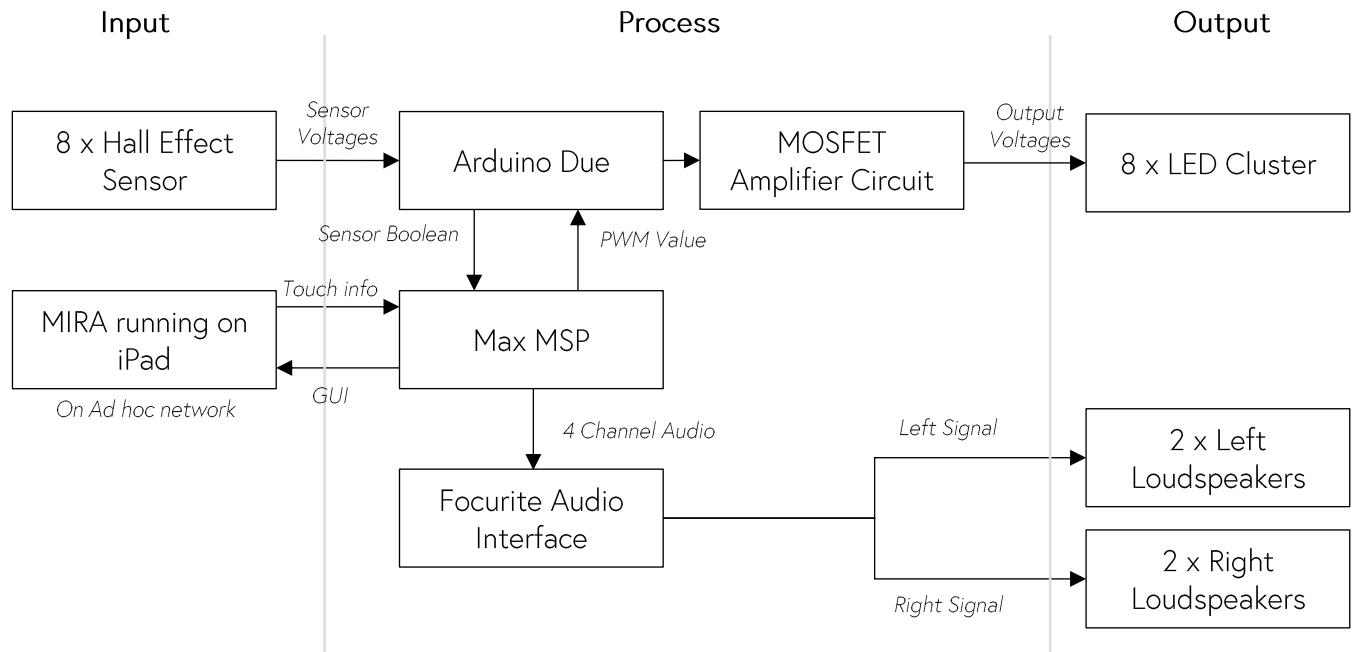 Input
Process
Output
8 x Hall Effect
Sensor
Sensor
Voltages
Arduino Due
MOSFET
Amplifier Circuit
Output
Voltages
8 x LED Cluster
Sensor Boolean
PWM Value
MIRA running on
iPad
On Ad hoc network
Touch info
GUI
Max MSP
4 Channel Audio
Focurite Audio
Interface
Left Signal
2 x Left
Loudspeakers
Right Signal
2 x Right
Loudspeakers